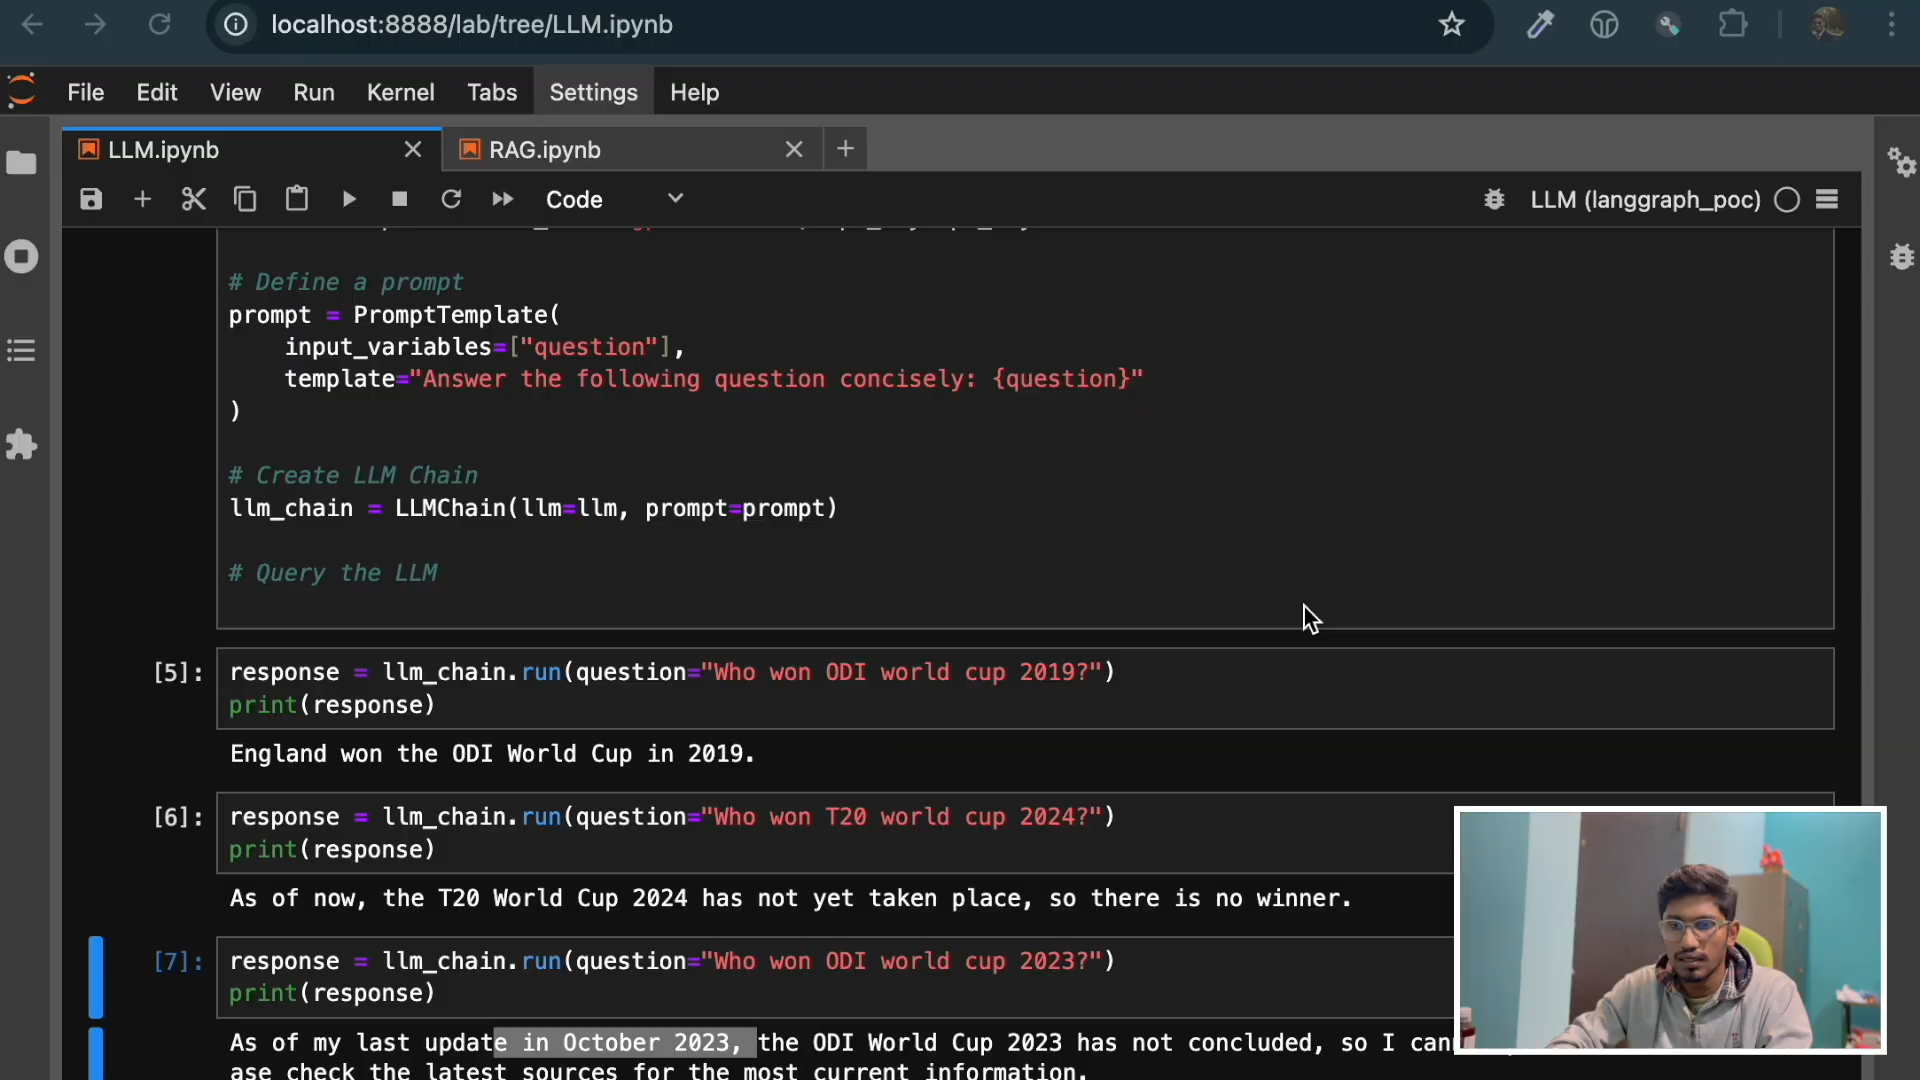 localhost:8888/lab/tree/LLM.ipynb
File Edit View Run Kernel Tabs Settings Help
LLM.ipynb RAG.ipynb
Code LLM (langgraph_poc)
# Define a prompt
prompt = PromptTemplate(
input_variables=["question"],
template="Answer the following question concisely: {question}"
)
# Create LLM Chain
llm_chain = LLMChain(llm=llm, prompt=prompt)
# Query the LLM
[5]: response = llm_chain.run(question="Who won ODI world cup 2019?")
print(response)
England won the ODI World Cup in 2019.
[6]: response = llm_chain.run(question="Who won T20 world cup 2024?")
print(response)
As of now, the T20 World Cup 2024 has not yet taken place, so there is no winner.
[7]: response = llm_chain.run(question="Who won ODI world cup 2023?")
print(response)
As of my last update in October 2023, the ODI World Cup 2023 has not concluded, so I
ase check the latest sources for the most current information.